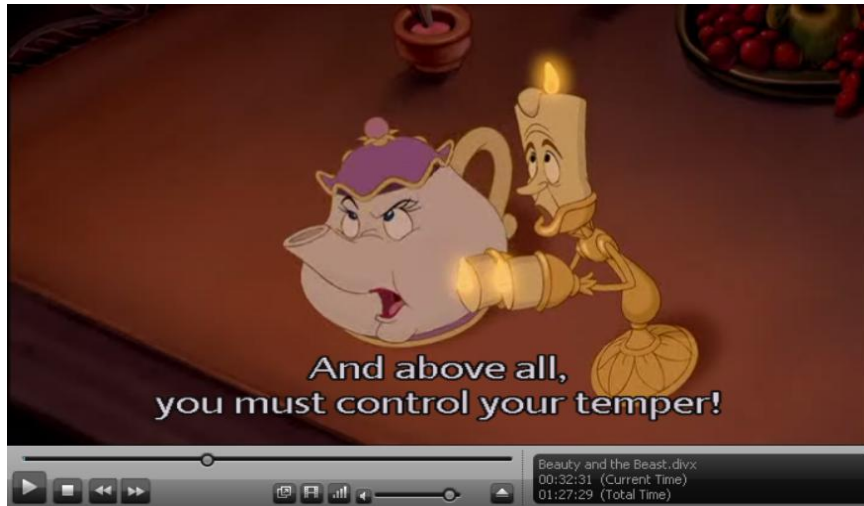 And above all,
you must control your temper!
Beauty and the Beast.divx
00:32:31 (Current Time)
01:27:29 (Total Time)